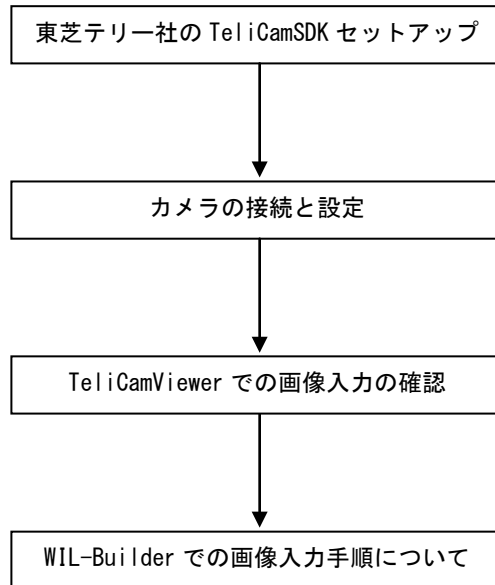 東芝テリー社の TeliCamSDK セットアップ
カメラの接続と設定
TeliCamViewer での画像入力の確認
WIL-Builder での画像入力手順について